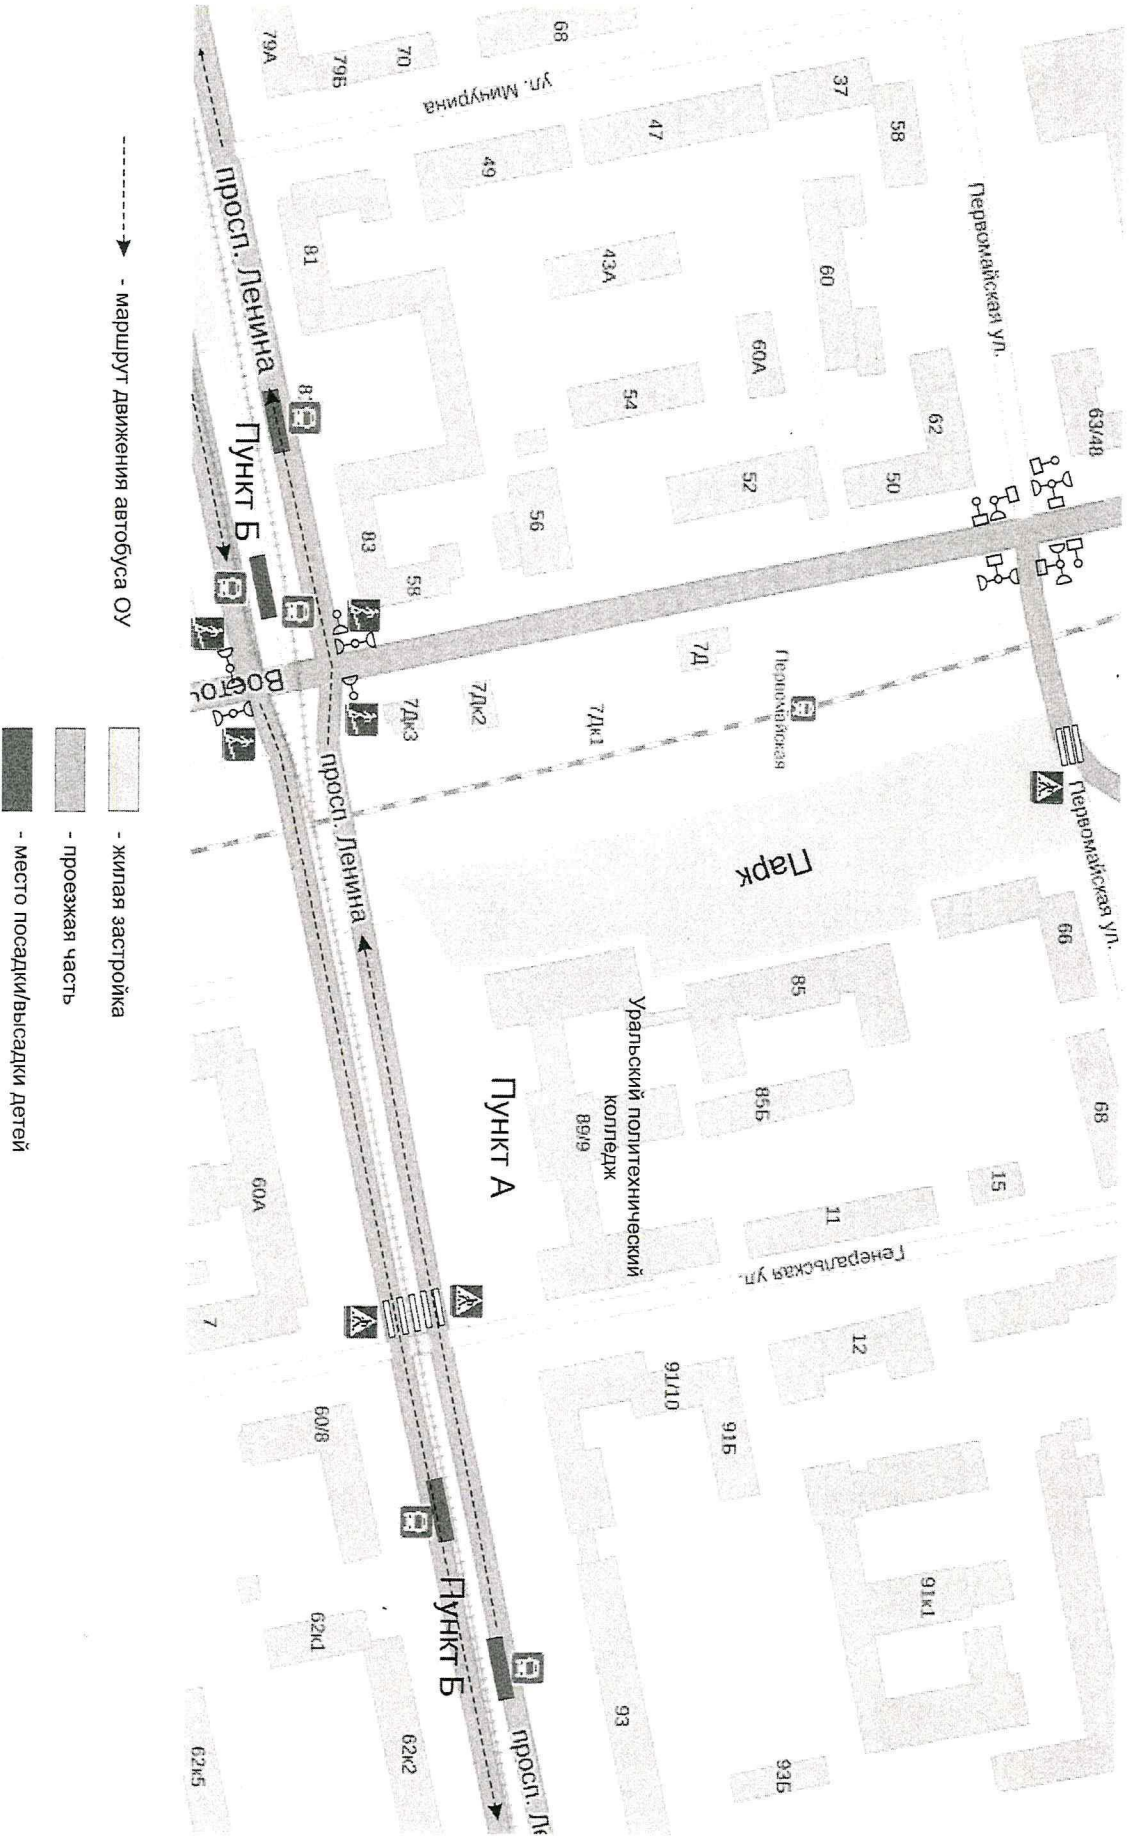 63/48
Первомайская ул.
68
66
Первомайская ул.
15
62
91к1
58
50
Генеральская ул.
12
37
60
11
85
Парк
Первомайская
93Б
60А
85Б
52
91Б
7Д
91/10
47
Уральский политехнический
колледж
54
93
43А
7Дк1
89/9
68
ул. Мичурина
56
49
Пункт А
7Дк2
просп. Ле
Пункт Б
70
58
7Дк3
62к2
83
79Б
просп. Ленина
60/8
62к1
81
79А
просп. Ленина
60А
Пункт Б
Восточ
7
62к5
- маршрут движения автобуса ОУ
- жилая застройка
- проезжая часть
- место посадки/высадки детей